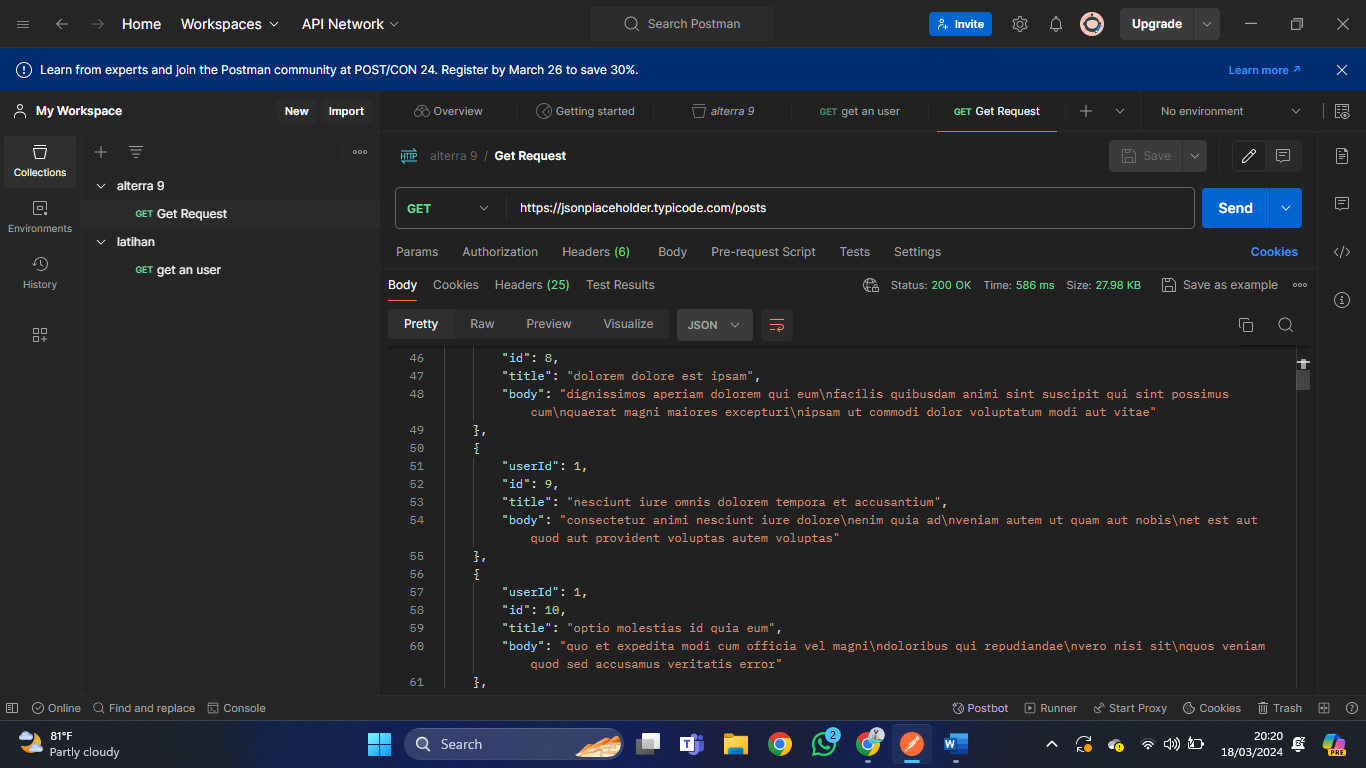 Home Workspaces API Network Search Postman Invite Upgrade
Learn from experts and join the Postman community at POST/CON 24. Register by March 26 to save 30%. Learn more
My Workspace New Import Overview Getting started alterra 9 GET get an user GET Get Request No environment
Collections
Environments
History
alterra 9
GET Get Request
latihan
GET get an user
HTTP alterra 9 / Get Request Save
GET https://jsonplaceholder.typicode.com/posts Send
Params Authorization Headers (6) Body Pre-request Script Tests Settings Cookies
Body Cookies Headers (25) Test Results Status: 200 OK Time: 586 ms Size: 27.98 KB Save as example
Pretty Raw Preview Visualize JSON
46 "id": 8,
47 "title": "dolorem dolore est ipsam",
48 "body": "dignissimos aperiam dolorem qui eum\nfacilis quibusdam animi sint suscipit qui sint possimus
cum\nquaerat magni maiores excepturi\nipsam ut commodi dolor voluptatum modi aut vitae"
49 },
50 {
51 "userId": 1,
52 "id": 9,
53 "title": "nesciunt iure omnis dolorem tempora et accusantium",
54 "body": "consectetur animi nesciunt iure dolore\nenim quia ad\nveniam autem ut quam aut nobis\net est aut
quod aut provident voluptas autem voluptas"
55 },
56 {
57 "userId": 1,
58 "id": 10,
59 "title": "optio molestias id quia eum",
60 "body": "quo et expedita modi cum officia vel magni\ndoloribus qui repudiandae\nvero nisi sit\nquos veniam
quod sed accusamus veritatis error"
61 },
Online Find and replace Console Postbot Runner Start Proxy Cookies Trash
81°F
Partly cloudy
Search
2
20:20
18/03/2024
PRE